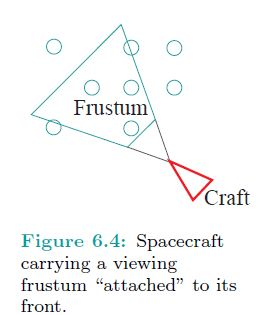 Frustum
Craft
Figure 6.4: Spacecraft
carrying a viewing
frustum “attached” to its
front.